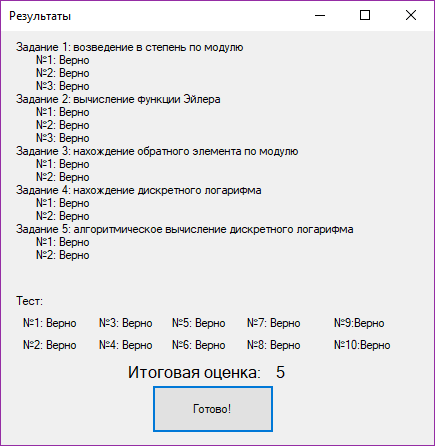 Результаты
Задание 1: возведение в степень по модулю
№1: Верно
№2: Верно
№3: Верно
Задание 2: вычисление функции Эйлера
№1: Верно
№2: Верно
№3: Верно
Задание 3: нахождение обратного элемента по модулю
№1: Верно
№2: Верно
Задание 4: нахождение дискретного логарифма
№1: Верно
№2: Верно
Задание 5: алгоритмическое вычисление дискретного логарифма
№1: Верно
№2: Верно
Тест:
№1: Верно №3: Верно №5: Верно №7: Верно №9:Верно
№2: Верно №4: Верно №6: Верно №8: Верно №10:Верно
Итоговая оценка: 5
Готово!